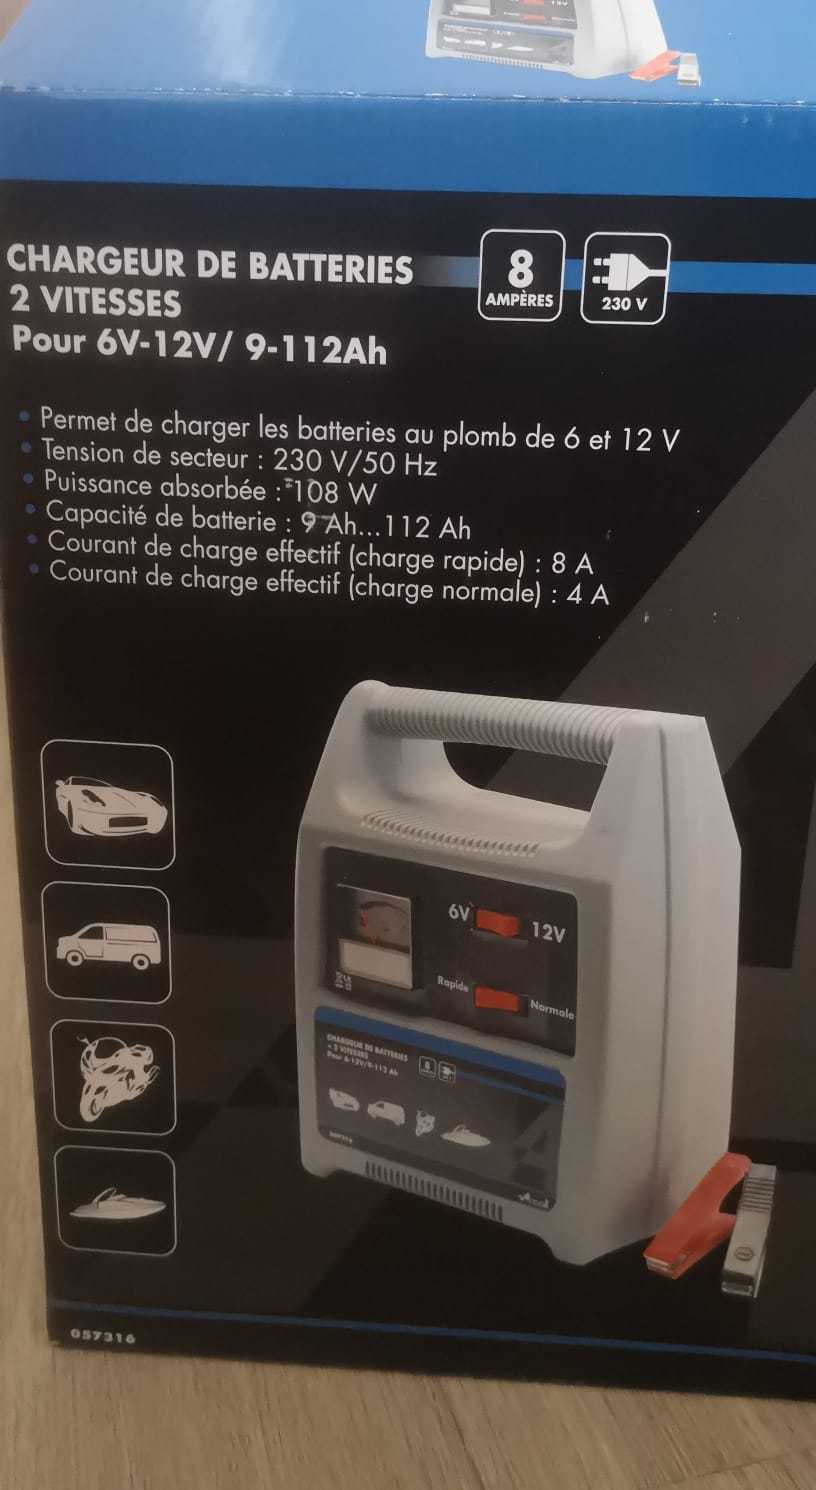 12V
CHARGEUR DE BATTERIES
2 VITESSES
Pour 6V-12V/ 9-112Ah
8
AMPÈRES
230 V
Permet de charger les batteries au plomb de 6 et 12 V
Tension de secteur : 230 V/50 Hz
Puissance absorbée : 108 W
Capacité de batterie : 9 Ah...112 Ah
Courant de charge effectif (charge rapide) : 8 A
Courant de charge effectif (charge normale) : 4 A
6V
12V
Rapide
Normale
CHARGEUR DE BATTERIES
2 VITESSES
Pour 6-12V/9-112 Ah
8
057316
057316